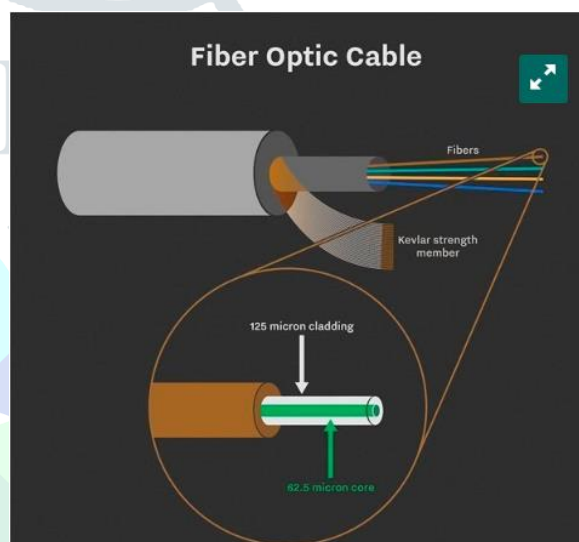 Fiber Optic Cable
Fibers
Kevlar strength
member
125 micron cladding
62.5 micron core